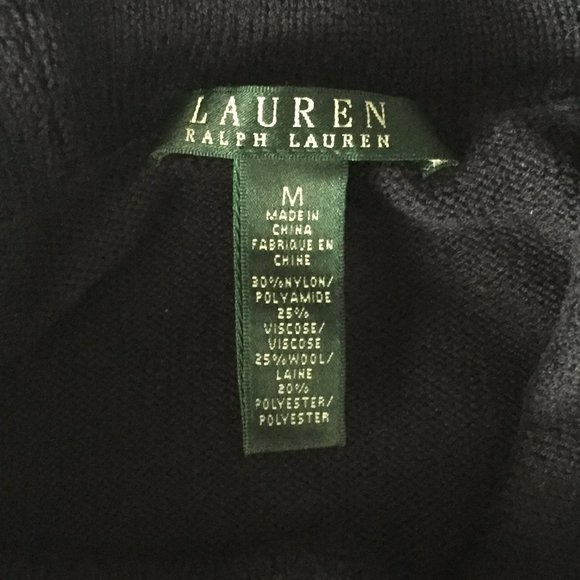 LAUREN
RALPH LAUREN
M
MADE IN
CHINA
FABRIQUE EN
CHINE
30%NYLON/
POLYAMIDE
25%
VISCOSE/
VISCOSE
25%WOOL/
LAINE
20%
POLYESTER/
POLYESTER